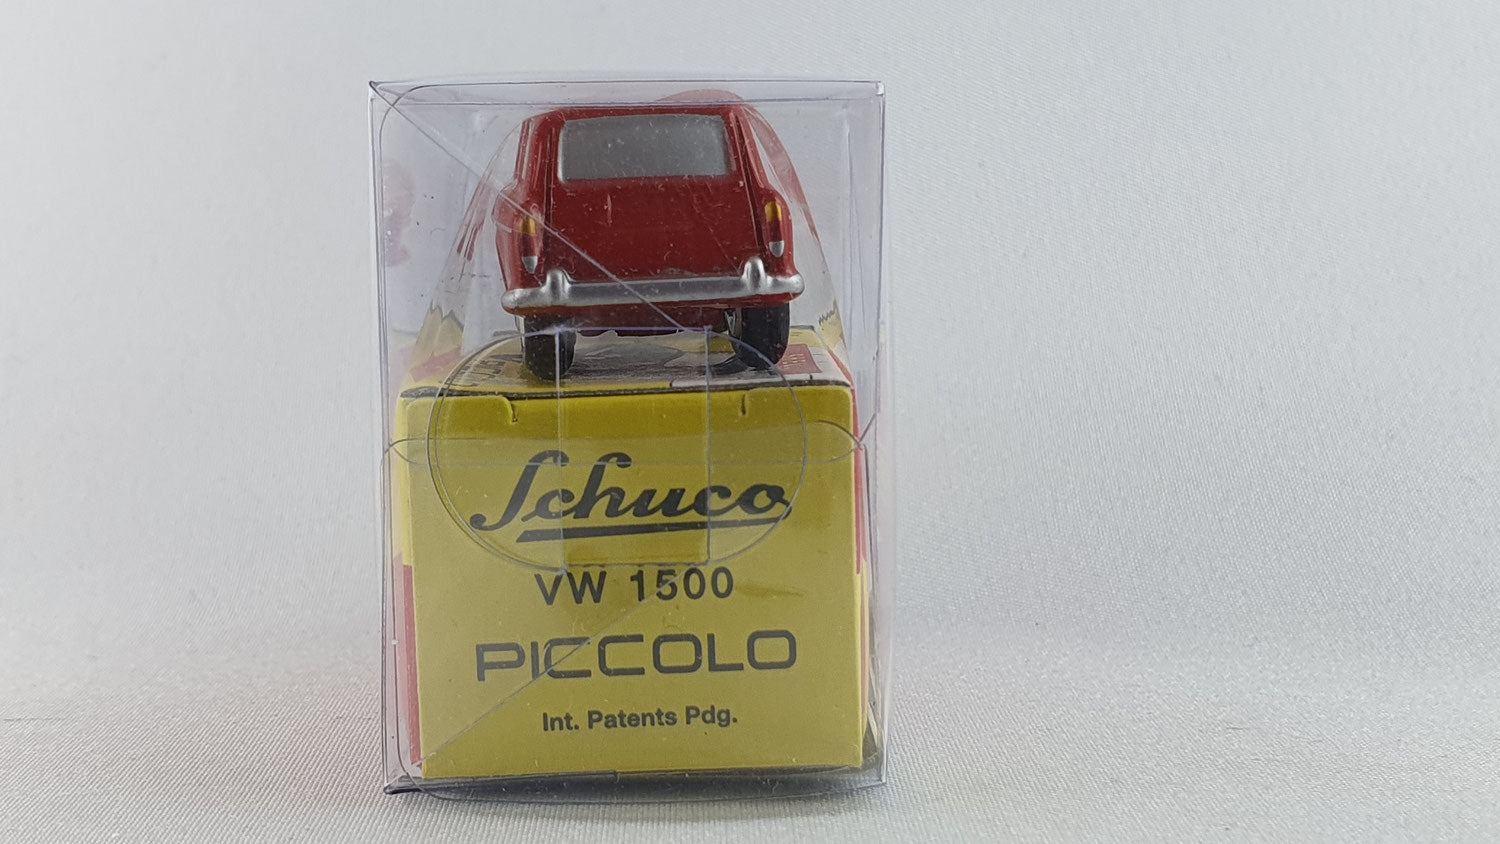 Schuco
VW 1500
PICCOLO
Int. Patents Pdg.